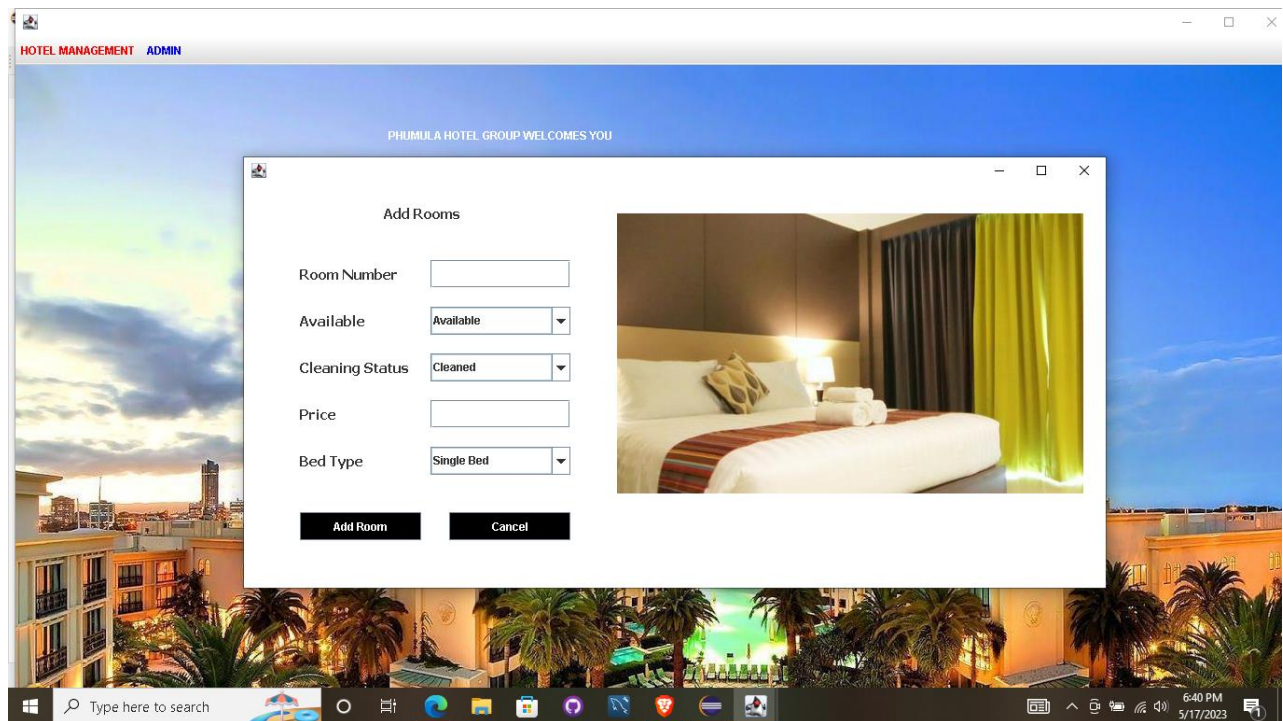 HOTEL MANAGEMENT ADMIN
PHUMULA HOTEL GROUP WELCOMES YOU
Add Rooms
Room Number
Available Available
Cleaning Status Cleaned
Price
Bed Type Single Bed
Add Room Cancel
Type here to search
6:40 PM
5/17/2023
1